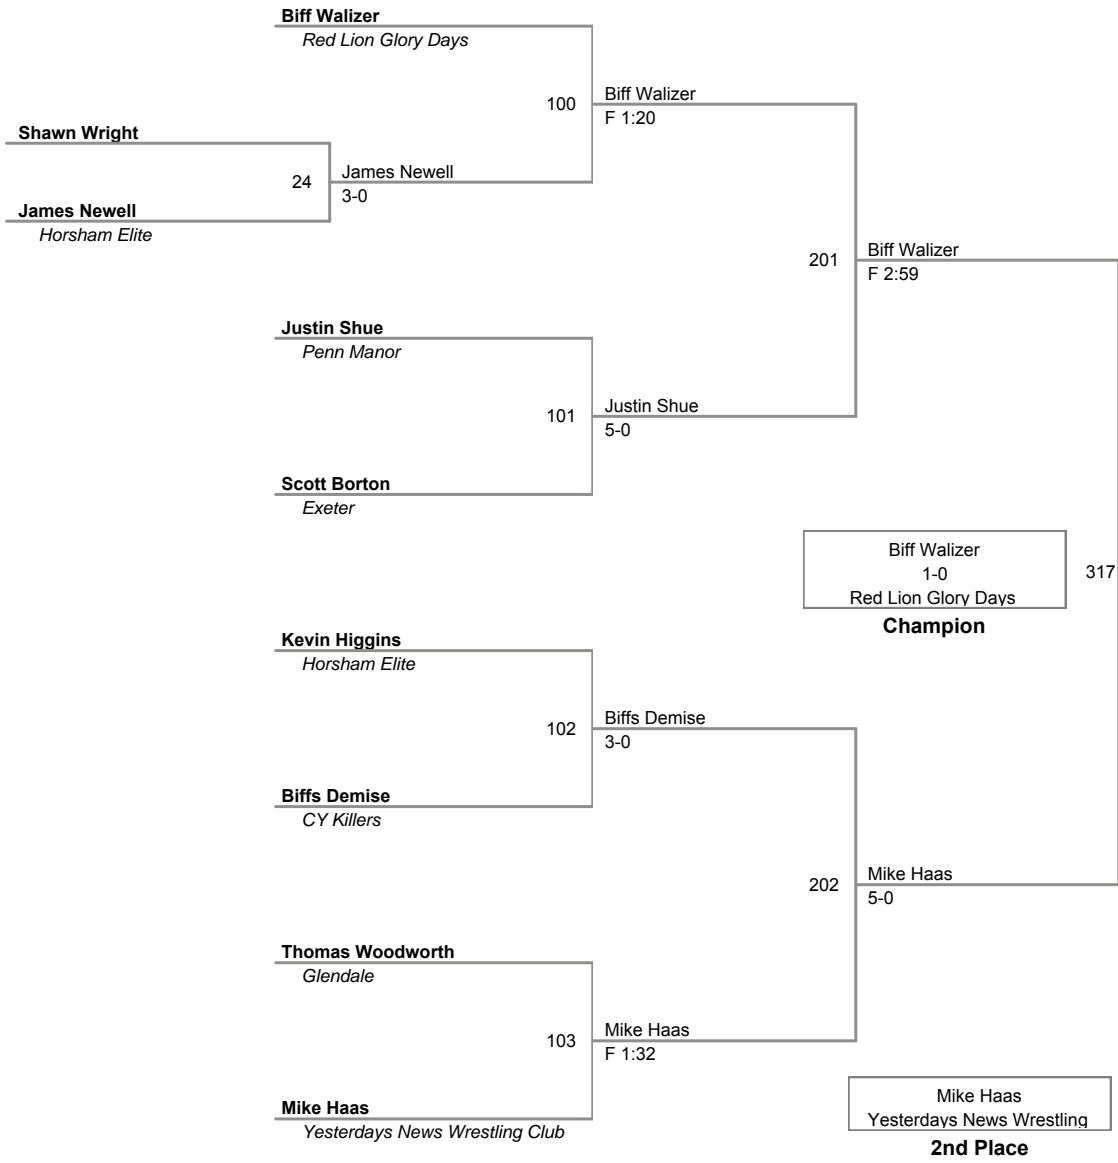 Biff Walizer
Red Lion Glory Days
100
Biff Walizer
F 1:20
Shawn Wright
24
James Newell
3-0
James Newell
Horsham Elite
201
Biff Walizer
F 2:59
Justin Shue
Penn Manor
101
Justin Shue
5-0
Scott Borton
Exeter
Biff Walizer
1-0
Red Lion Glory Days
317
Champion
Kevin Higgins
Horsham Elite
102
Biffs Demise
3-0
Biffs Demise
CY Killers
202
Mike Haas
5-0
Thomas Woodworth
Glendale
103
Mike Haas
F 1:32
Mike Haas
Yesterdays News Wrestling Club
Mike Haas
Yesterdays News Wrestling
2nd Place